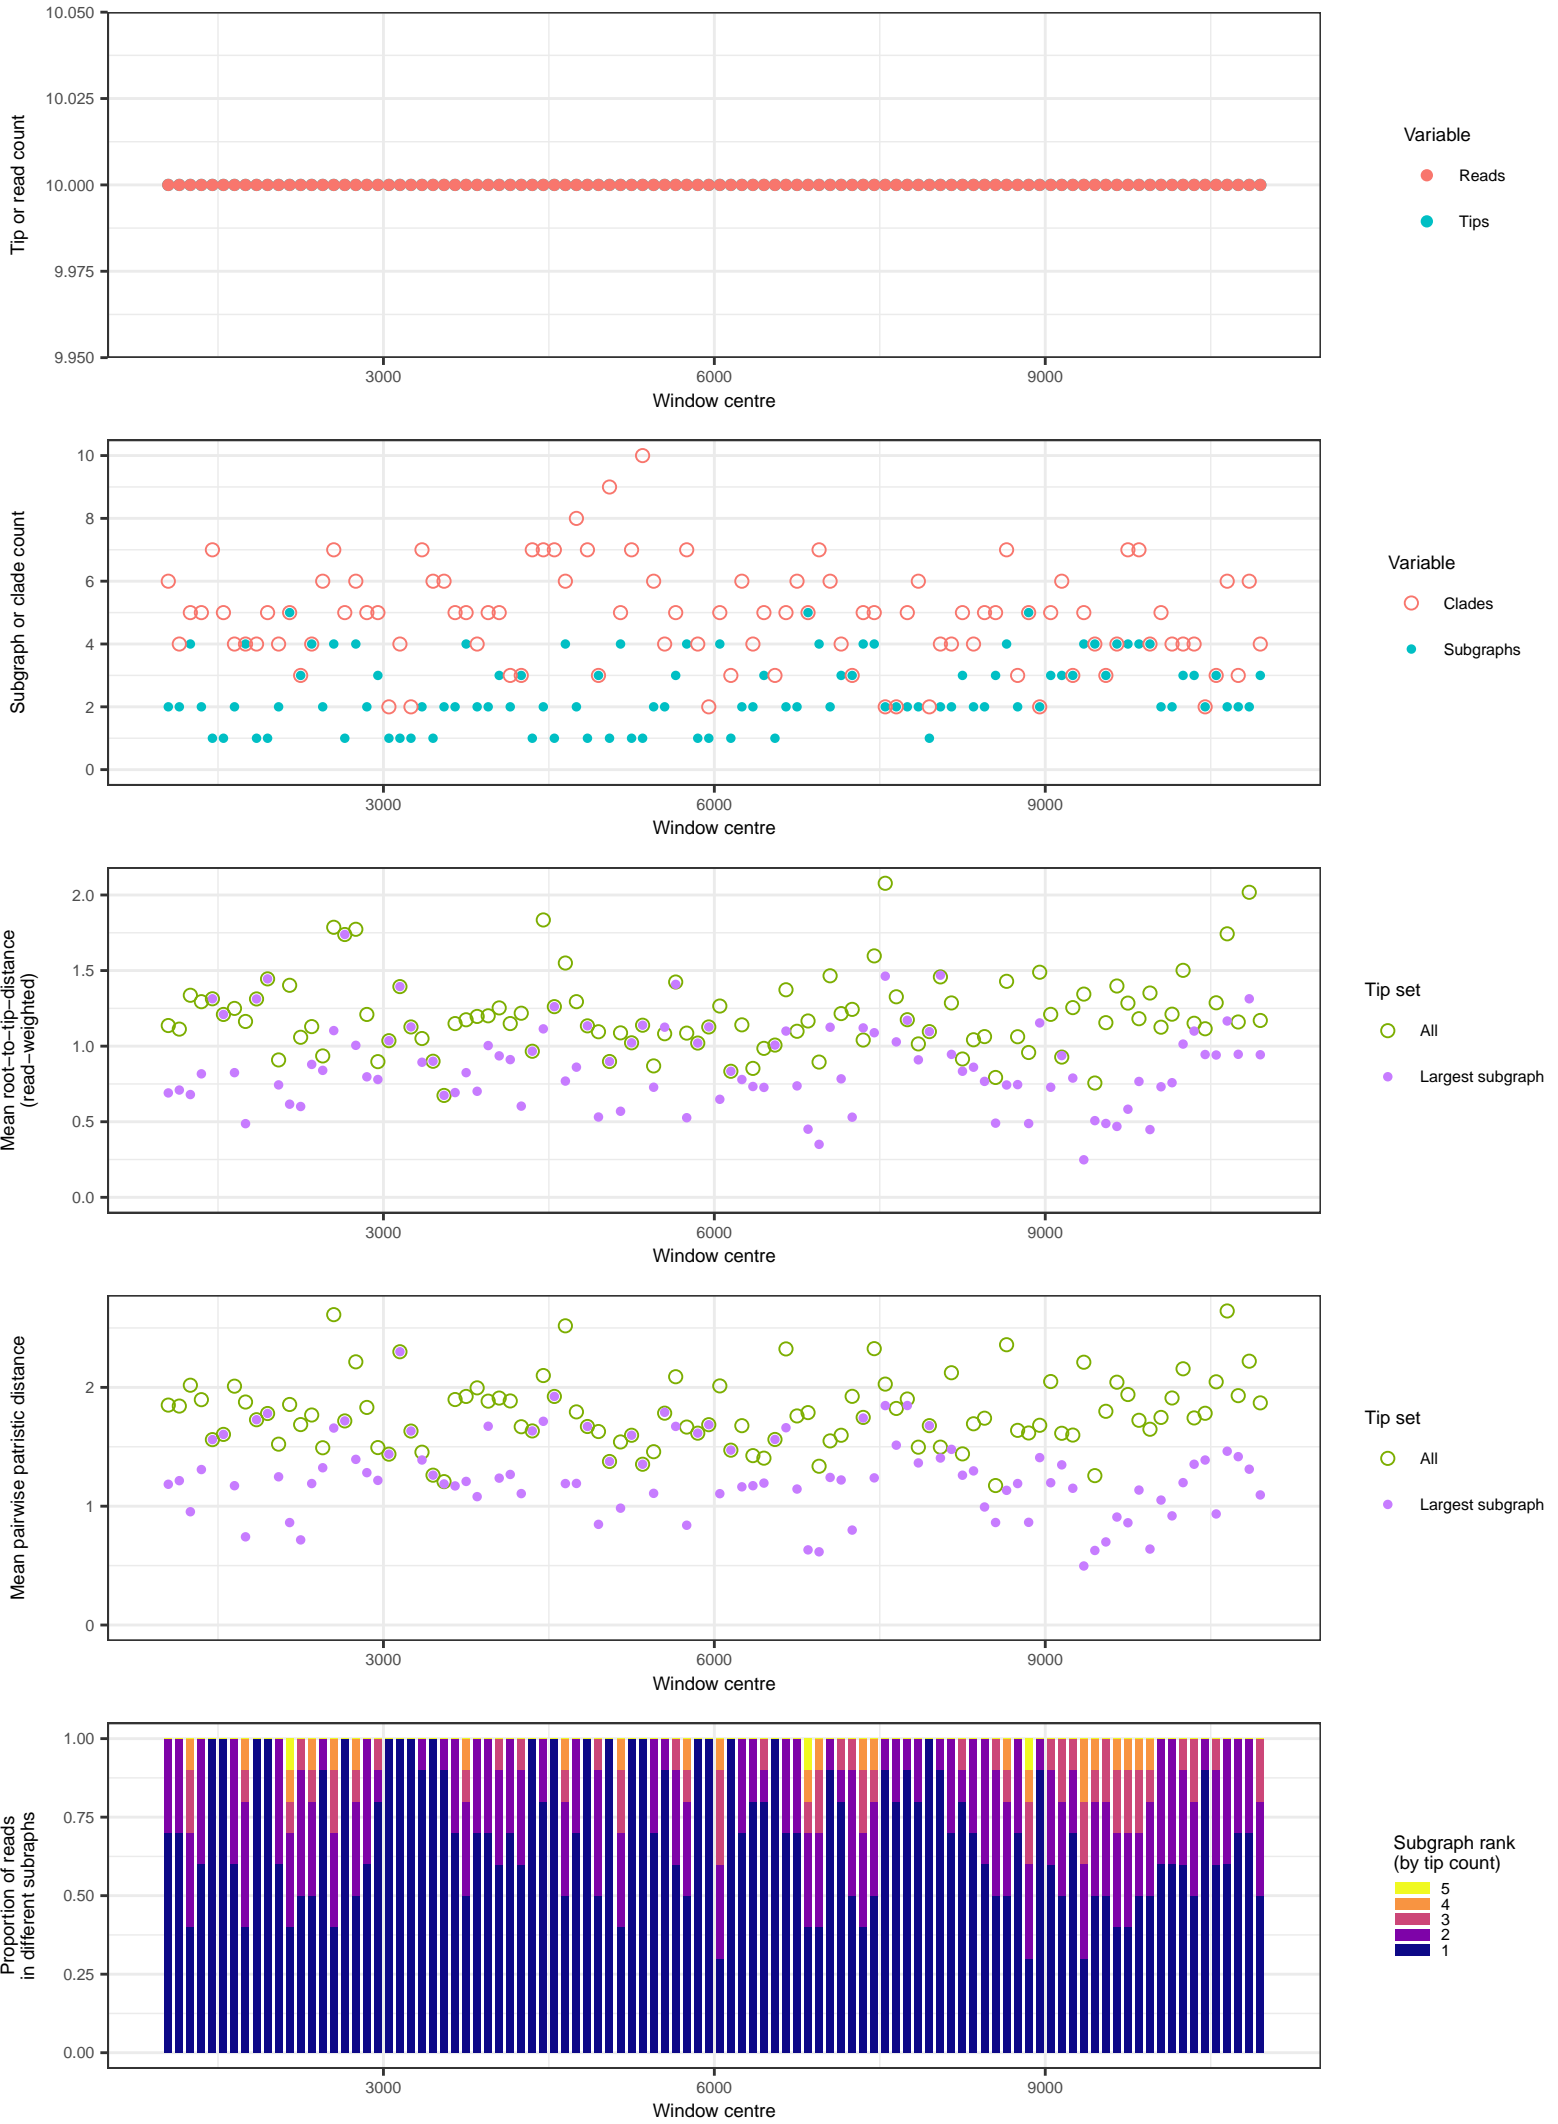 10.050
10.025
10.000
9.975
9.950
Tip or read count
3000
6000
9000
Window centre
Variable
Reads
Tips
10
8
6
4
2
0
Subgraph or clade count
3000
6000
9000
Window centre
Variable
Clades
Subgraphs
2.0
1.5
1.0
0.5
0.0
Mean root−to−tip−distance
(read−weighted)
3000
6000
9000
Window centre
Tip set
All
Largest subgraph
2
1
0
Mean pairwise patristic distance
3000
6000
9000
Window centre
Tip set
All
Largest subgraph
1.00
0.75
0.50
0.25
0.00
Proportion of reads
in different subraphs
3000
6000
9000
Window centre
Subgraph rank
(by tip count)
5
4
3
2
1